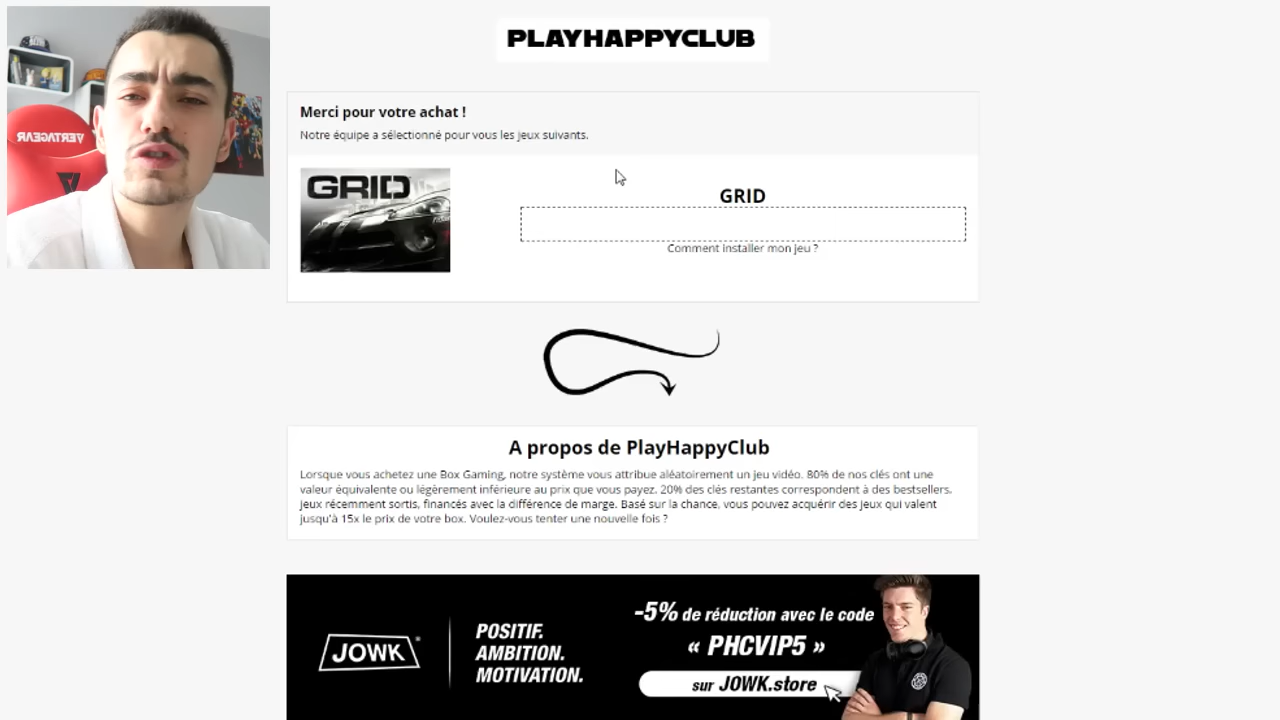 PLAYHAPPYCLUB
VERTAGEAR
Merci pour votre achat !
Notre équipe a sélectionné pour vous les jeux suivants.
GRID
GRID
Comment installer mon jeu ?
A propos de PlayHappyClub
Lorsque vous achetez une Box Gaming, notre système vous attribue aléatoirement un jeu vidéo. 80% de nos clés ont une
valeur équivalente ou légèrement inférieure au prix que vous payez. 20% des clés restantes correspondent à des bestsellers,
jeux récemment sortis, financés avec la différence de marge. Basé sur la chance, vous pouvez acquérir des jeux qui valent
jusqu'à 15x le prix de votre box. Voulez-vous tenter une nouvelle fois ?
JOWK®
POSITIF.
AMBITION.
MOTIVATION.
-5% de réduction avec le code
« PHCVIP5 »
sur JOWK.store